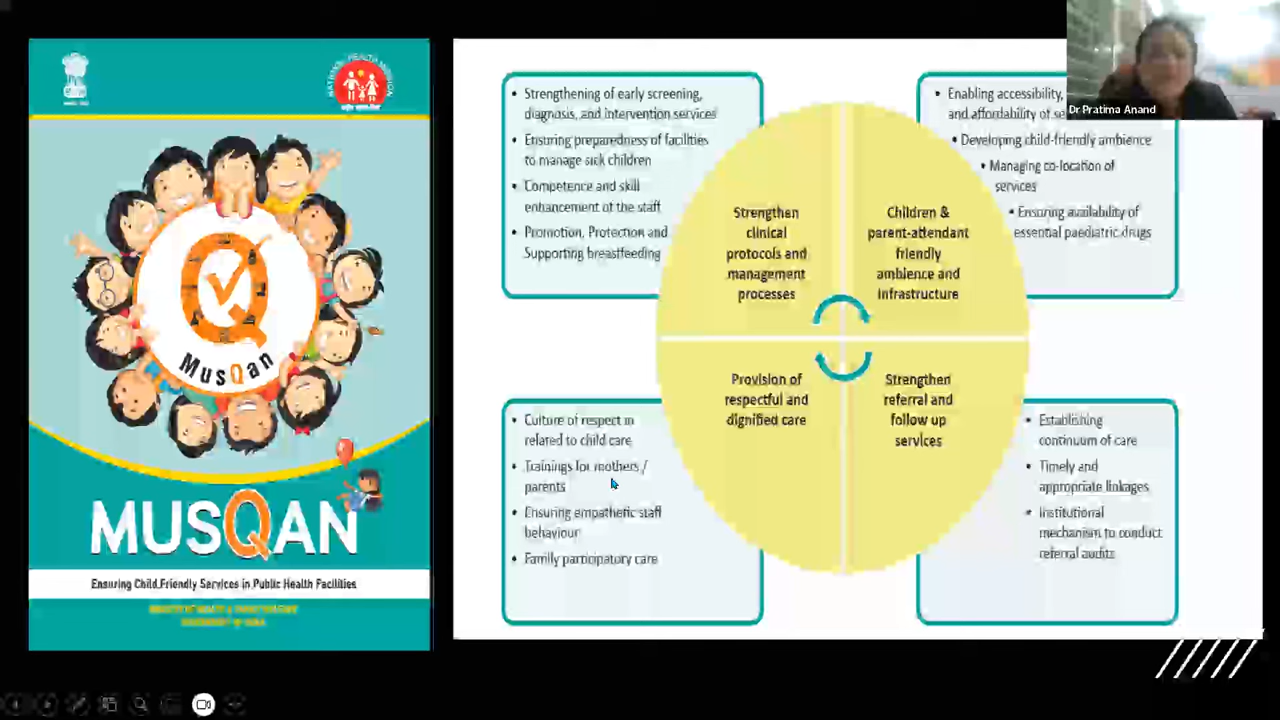 NATIONAL HEALTH MISSION
MusQan
MUSQAN
Ensuring Child Friendly Services in Public Health Facilities
• Strengthening of early screening,
diagnosis, and intervention services
• Ensuring preparedness of facilities
to manage sick children
• Competence and skill
enhancement of the staff
• Promotion, Protection and
Supporting breastfeeding
Strengthen
clinical
protocols and
management
processes
Children &
parent-attendant
friendly
ambience and
infrastructure
• Enabling accessibility,
and affordability of se
• Developing child-friendly ambience
• Managing co-location of
services
• Ensuring availability of
essential paediatric drugs
Dr Pratima Anand
• Culture of respect in
related to child care
• Trainings for mothers /
parents
• Ensuring empathetic staff
behaviour
• Family participatory care
Provision of
respectful and
dignified care
Strengthen
referral and
follow up
services
• Establishing
continuum of care
• Timely and
appropriate linkages
• Institutional
mechanism to conduct
referral audits